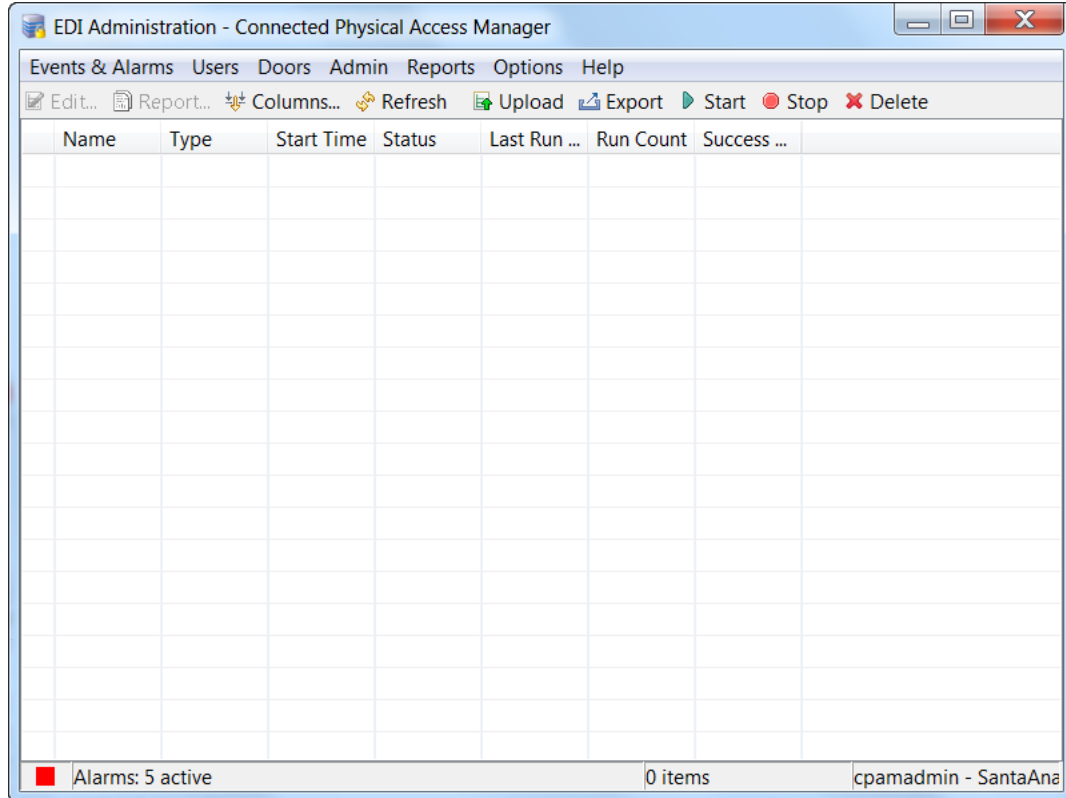 EDI Administration - Connected Physical Access Manager
Events & Alarms Users Doors Admin Reports Options Help
Edit... Report... Columns... Refresh Upload Export Start Stop Delete
Name Type Start Time Status Last Run ... Run Count Success ...
Alarms: 5 active 0 items cpamadmin - SantaAna